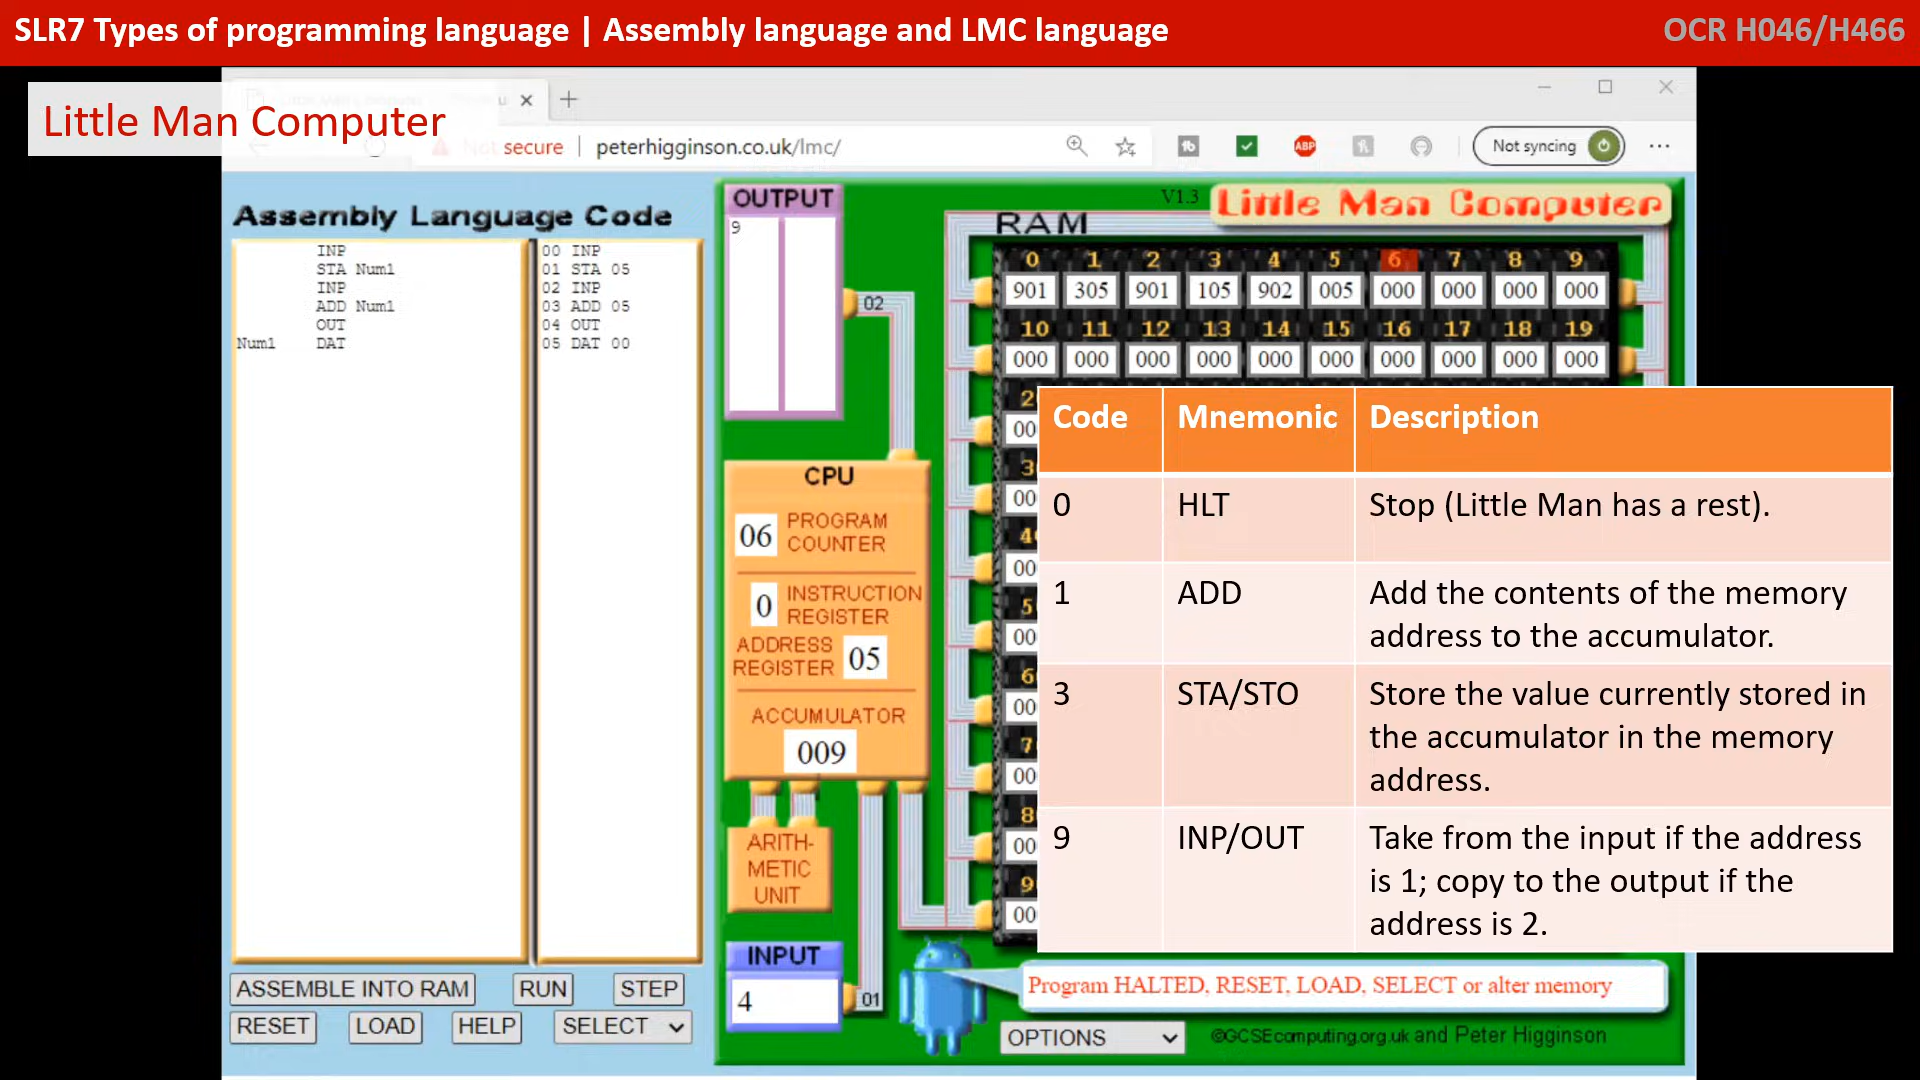 SLR7 Types of programming language | Assembly language and LMC language
OCR H046/H466
Little Man Computer
Not secure
peterhigginson.co.uk/lmc/
Not syncing
Assembly Language Code
INP
STA Num1
INP
ADD Num1
OUT
Num1 DAT
00 INP
01 STA 05
02 INP
03 ADD 05
04 OUT
05 DAT 00
OUTPUT
9
02
V1.3
Little Man Computer
RAM
0 1 2 3 4 5 6 7 8 9
901 305 901 105 902 005 000 000 000 000
10 11 12 13 14 15 16 17 18 19
000 000 000 000 000 000 000 000 000 000
CPU
06 PROGRAM
COUNTER
0 INSTRUCTION
REGISTER
ADDRESS
REGISTER 05
ACCUMULATOR
009
ARITH-
METIC
UNIT
INPUT
4
01
Code Mnemonic Description
0 HLT Stop (Little Man has a rest).
1 ADD Add the contents of the memory
address to the accumulator.
3 STA/STO Store the value currently stored in
the accumulator in the memory
address.
9 INP/OUT Take from the input if the address
is 1; copy to the output if the
address is 2.
Program HALTED, RESET, LOAD, SELECT or alter memory
ASSEMBLE INTO RAM RUN STEP
RESET LOAD HELP SELECT
OPTIONS
©GCSEcomputing.org.uk and Peter Higginson